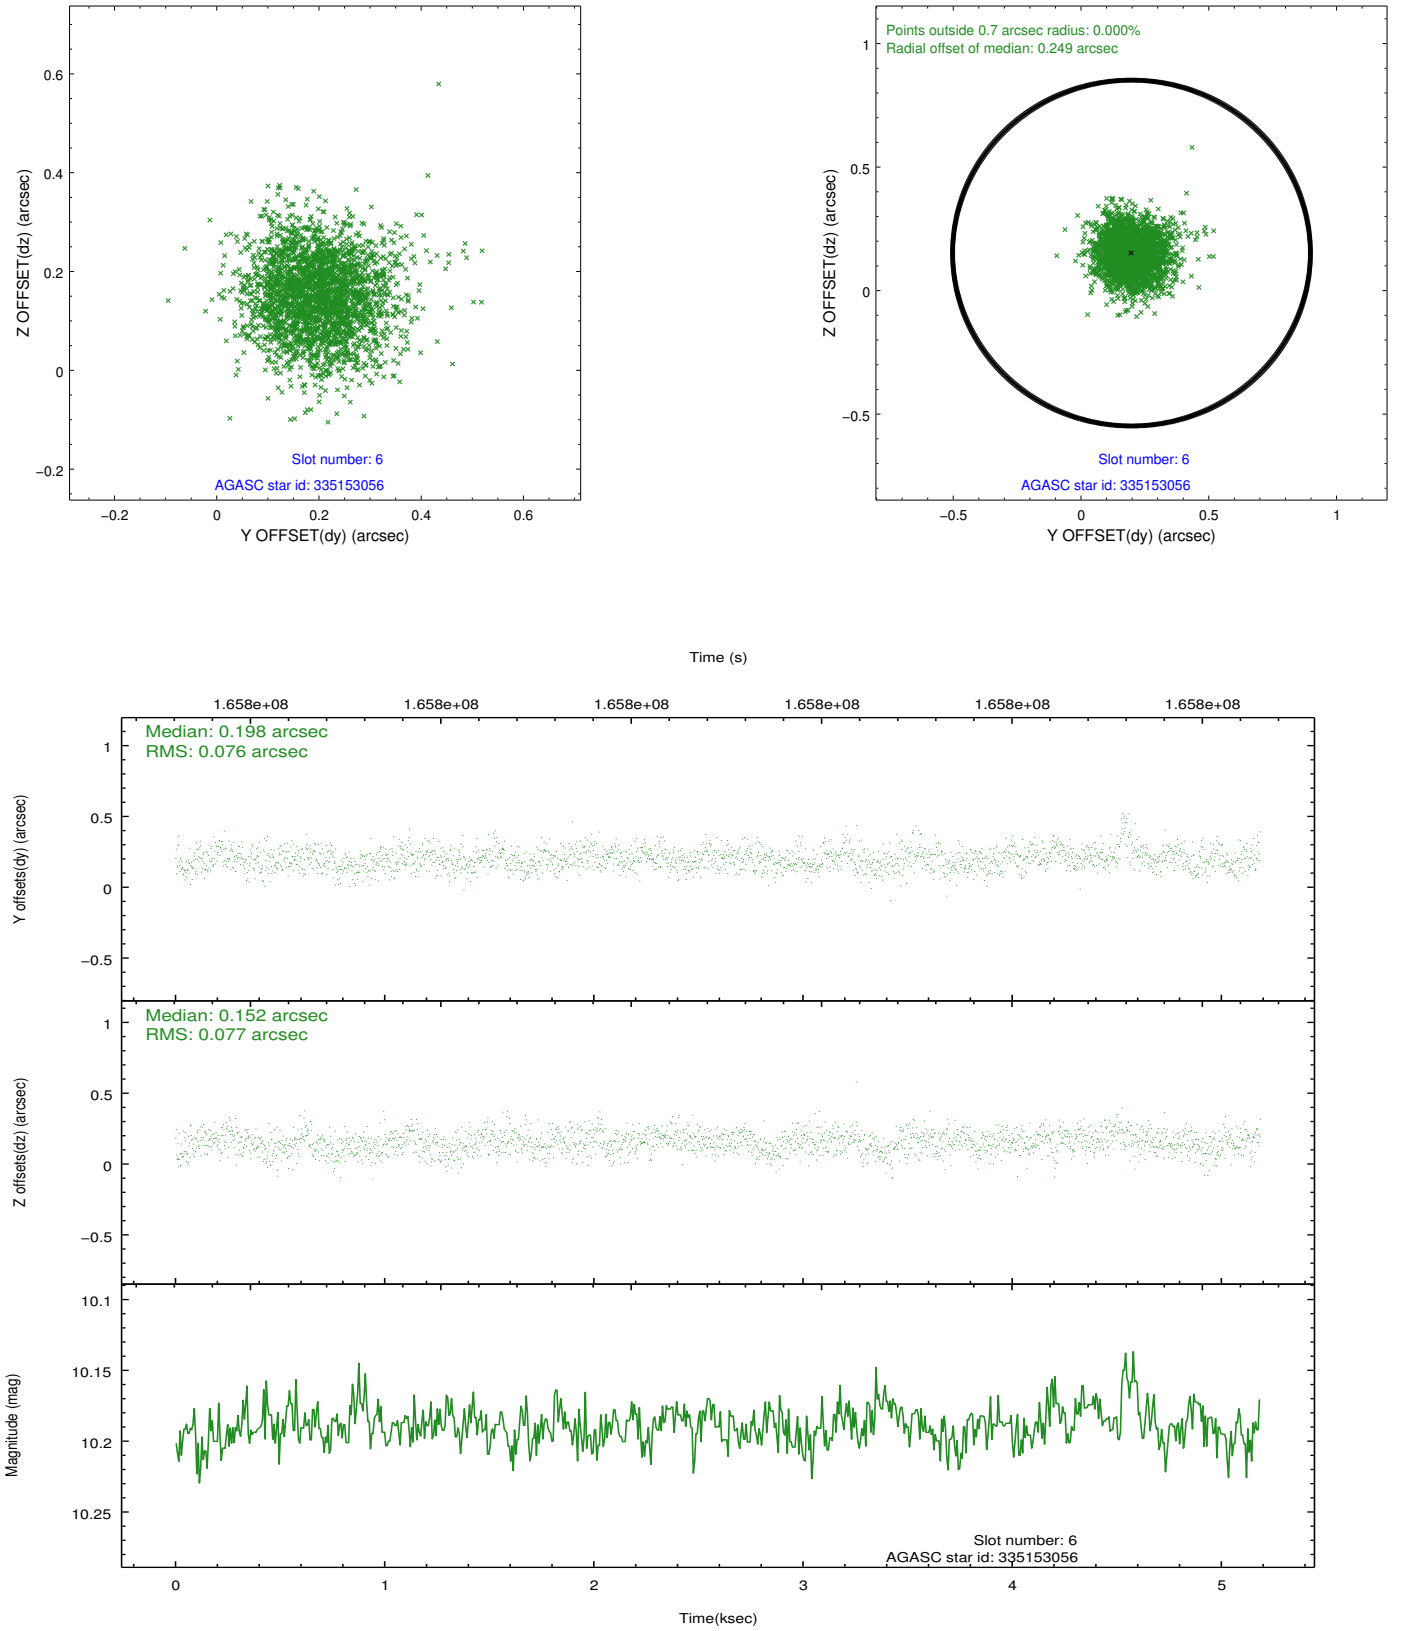 0.6
0.4
0.2
0
−0.2
Z OFFSET(dz) (arcsec)
Slot number: 6
AGASC star id: 335153056
−0.2 0 0.2 0.4 0.6
Y OFFSET(dy) (arcsec)
Points outside 0.7 arcsec radius: 0.000%
Radial offset of median: 0.249 arcsec
1
0.5
0
−0.5
Z OFFSET(dz) (arcsec)
Slot number: 6
AGASC star id: 335153056
−0.5 0 0.5 1
Y OFFSET(dy) (arcsec)
Time (s)
1.658e+08 1.658e+08 1.658e+08 1.658e+08 1.658e+08 1.658e+08
Median: 0.198 arcsec
RMS: 0.076 arcsec
1
0.5
0
−0.5
Y offsets(dy) (arcsec)
Median: 0.152 arcsec
RMS: 0.077 arcsec
1
0.5
0
−0.5
Z offsets(dz) (arcsec)
10.1
10.15
10.2
10.25
Magnitude (mag)
Slot number: 6
AGASC star id: 335153056
0 1 2 3 4 5
Time(ksec)